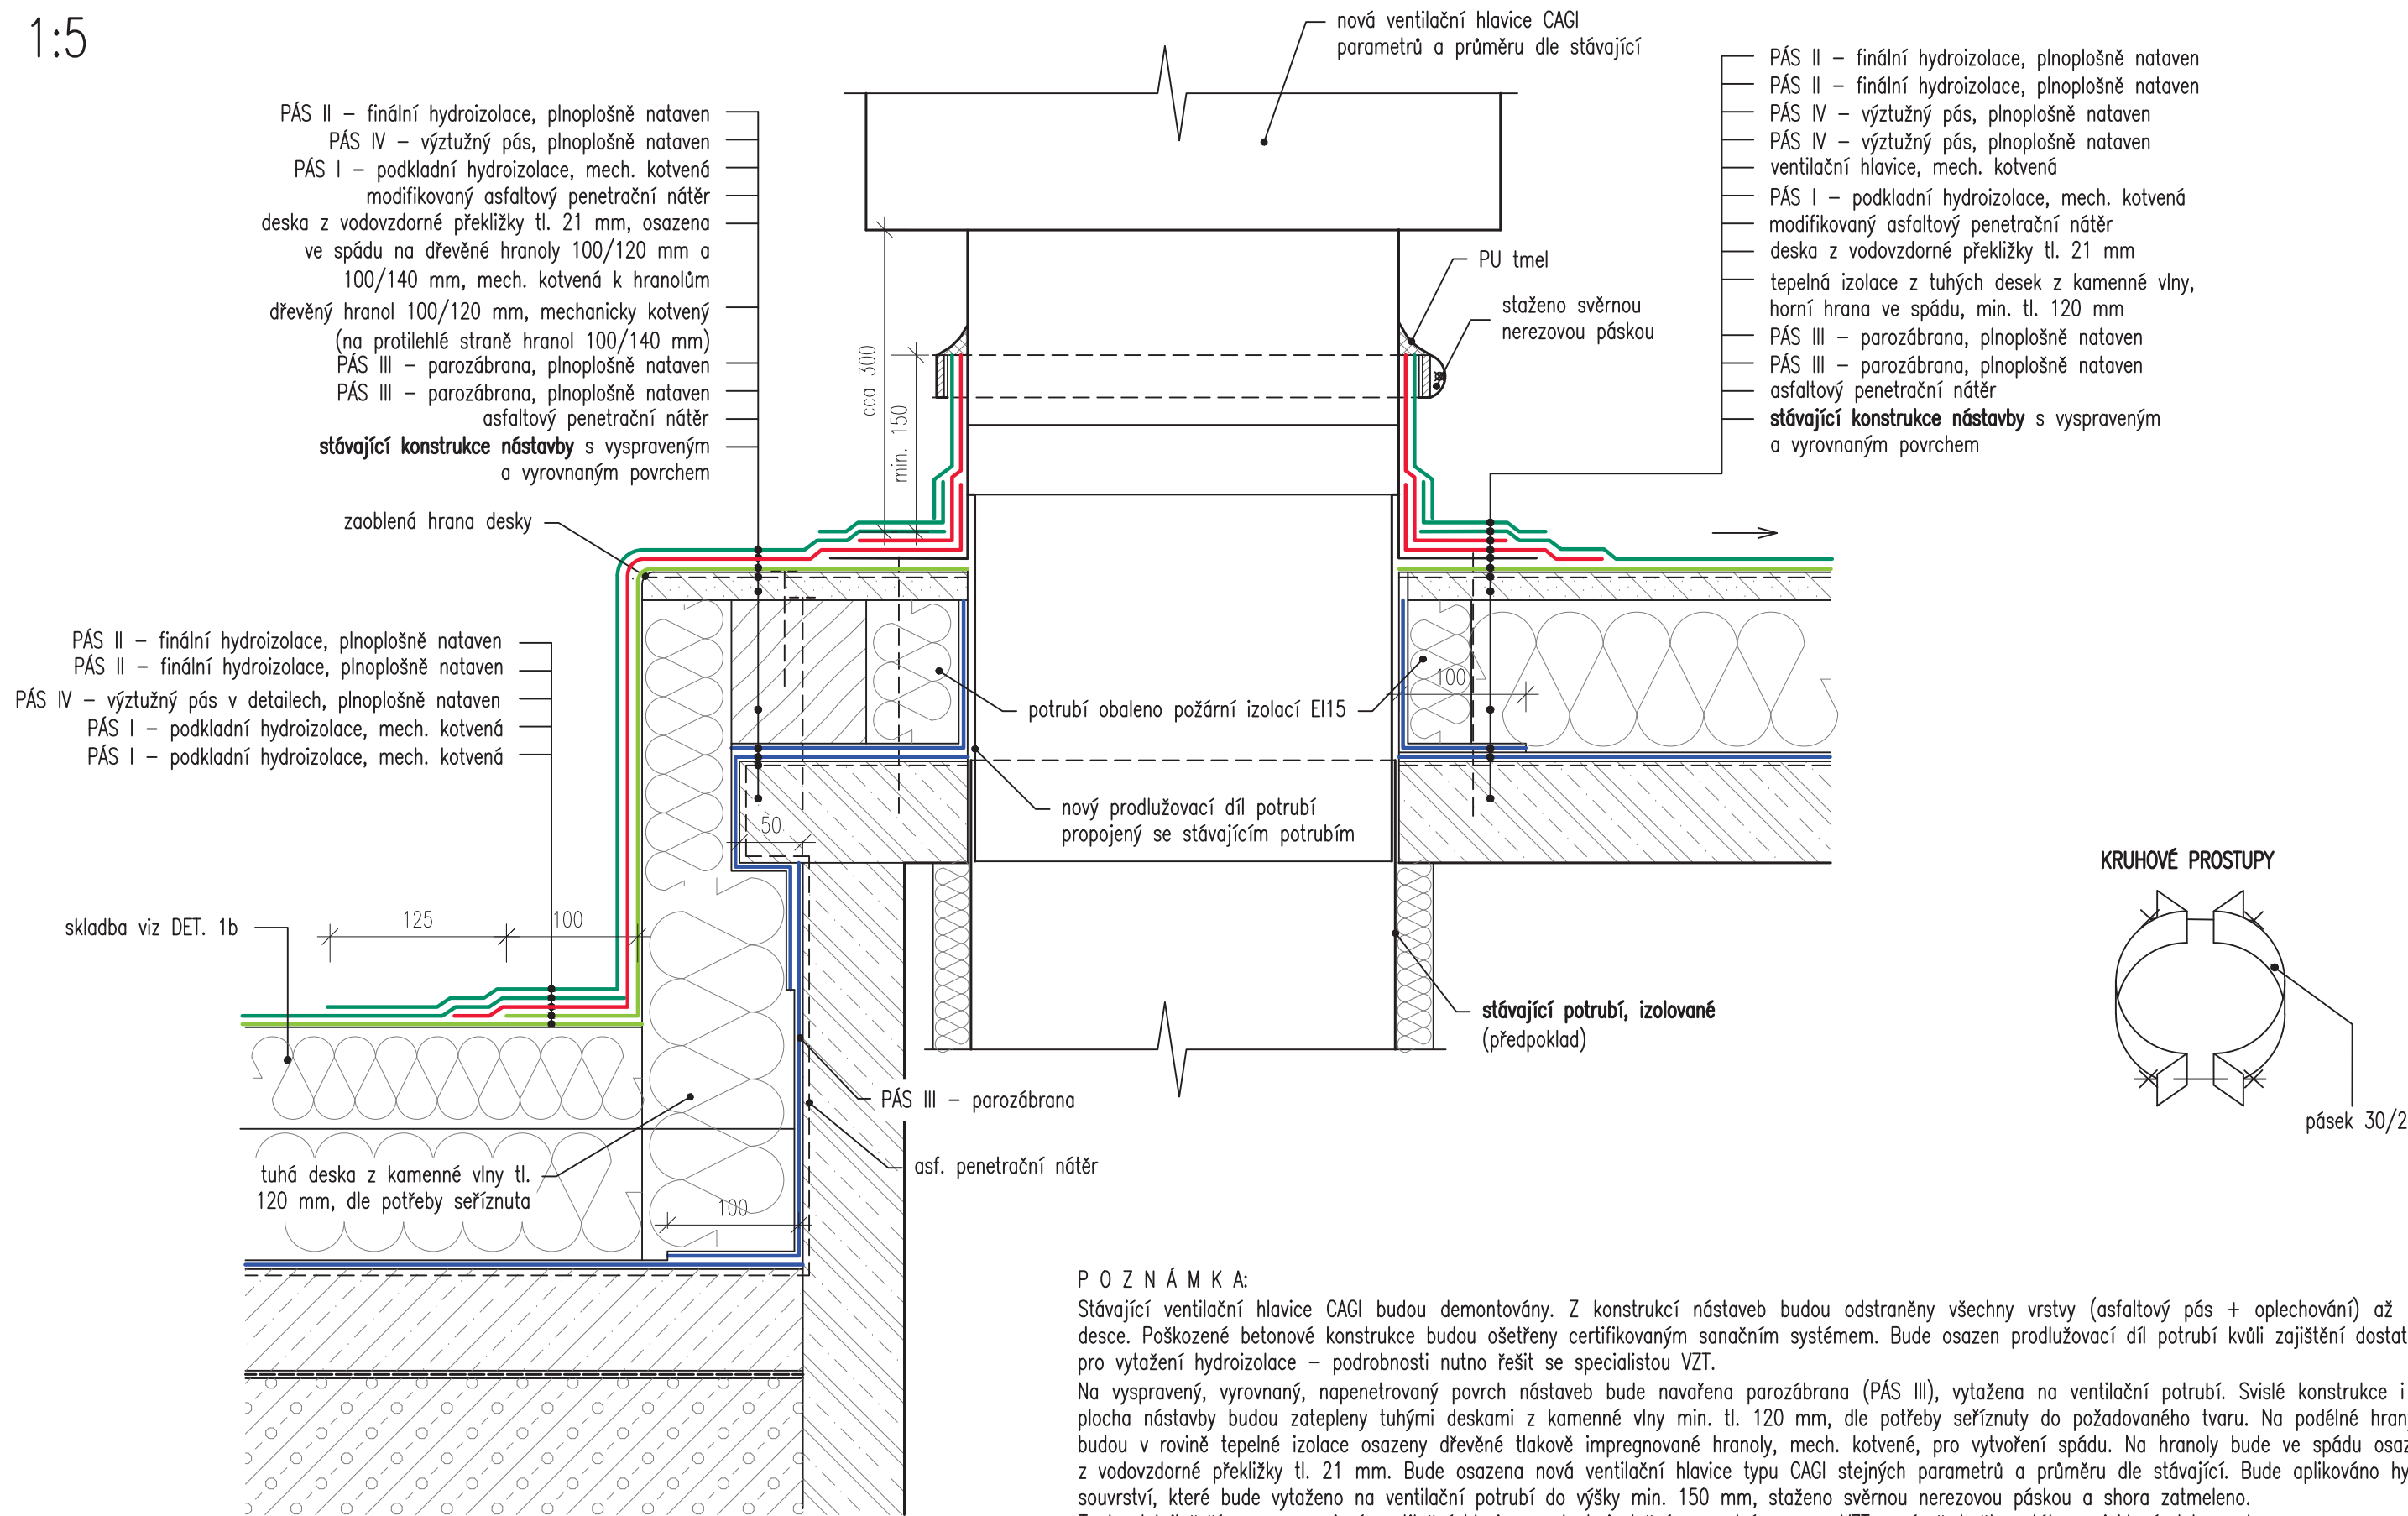 1:5
nová ventilační hlavice CAGI
parametrů a průměru dle stávající
PÁS II – finální hydroizolace, plnoplošně nataven
PÁS IV – výztužný pás, plnoplošně nataven
PÁS I – podkladní hydroizolace, mech. kotvená
modifikovaný asfaltový penetrační nátěr
deska z vodovzdorné překližky tl. 21 mm, osazena
ve spádu na dřevěné hranoly 100/120 mm a
100/140 mm, mech. kotvená k hranolům
dřevěný hranol 100/120 mm, mechanicky kotvený
(na protilehlé straně hranol 100/140 mm)
PÁS III – parozábrana, plnoplošně nataven
PÁS III – parozábrana, plnoplošně nataven
asfaltový penetrační nátěr
stávající konstrukce nástavby s vyspraveným
a vyrovnaným povrchem
zaoblená hrana desky
PÁS II – finální hydroizolace, plnoplošně nataven
PÁS II – finální hydroizolace, plnoplošně nataven
PÁS IV – výztužný pás, plnoplošně nataven
PÁS IV – výztužný pás, plnoplošně nataven
ventilační hlavice, mech. kotvená
PÁS I – podkladní hydroizolace, mech. kotvená
modifikovaný asfaltový penetrační nátěr
deska z vodovzdorné překližky tl. 21 mm
tepelná izolace z tuhých desek z kamenné vlny,
horní hrana ve spádu, min. tl. 120 mm
PÁS III – parozábrana, plnoplošně nataven
PÁS III – parozábrana, plnoplošně nataven
asfaltový penetrační nátěr
stávající konstrukce nástavby s vyspraveným
a vyrovnaným povrchem
PU tmel
staženo svěrnou
nerezovou páskou
cca 300
min. 150
PÁS II – finální hydroizolace, plnoplošně nataven
PÁS II – finální hydroizolace, plnoplošně nataven
PÁS IV – výztužný pás v detailech, plnoplošně nataven
PÁS I – podkladní hydroizolace, mech. kotvená
PÁS I – podkladní hydroizolace, mech. kotvená
100
potrubí obaleno požární izolací EI15
nový prodlužovací díl potrubí
propojený se stávajícím potrubím
50
KRUHOVÉ PROSTUPY
skladba viz DET. 1b
125
100
stávající potrubí, izolované
(předpoklad)
PÁS III – parozábrana
pásek 30/2
asf. penetrační nátěr
tuhá deska z kamenné vlny tl.
120 mm, dle potřeby seříznuta
100
P O Z N Á M K A:
Stávající ventilační hlavice CAGI budou demontovány. Z konstrukcí nástaveb budou odstraněny všechny vrstvy (asfaltový pás + oplechování) až
desce. Poškozené betonové konstrukce budou ošetřeny certifikovaným sanačním systémem. Bude osazen prodlužovací díl potrubí kvůli zajištění dostat
pro vytažení hydroizolace – podrobnosti nutno řešit se specialistou VZT.
Na vyspravený, vyrovnaný, napenetrovaný povrch nástaveb bude navařena parozábrana (PÁS III), vytažena na ventilační potrubí. Svislé konstrukce i
plocha nástavby budou zatepleny tuhými deskami z kamenné vlny min. tl. 120 mm, dle potřeby seříznuty do požadovaného tvaru. Na podélné hran
budou v rovině tepelné izolace osazeny dřevěné tlakově impregnované hranoly, mech. kotvené, pro vytvoření spádu. Na hranoly bude ve spádu osaz
z vodovzdorné překližky tl. 21 mm. Bude osazena nová ventilační hlavice typu CAGI stejných parametrů a průměru dle stávající. Bude aplikováno hy
souvrství, které bude vytaženo na ventilační potrubí do výšky min. 150 mm, staženo svěrnou nerezovou páskou a shora zatmeleno.